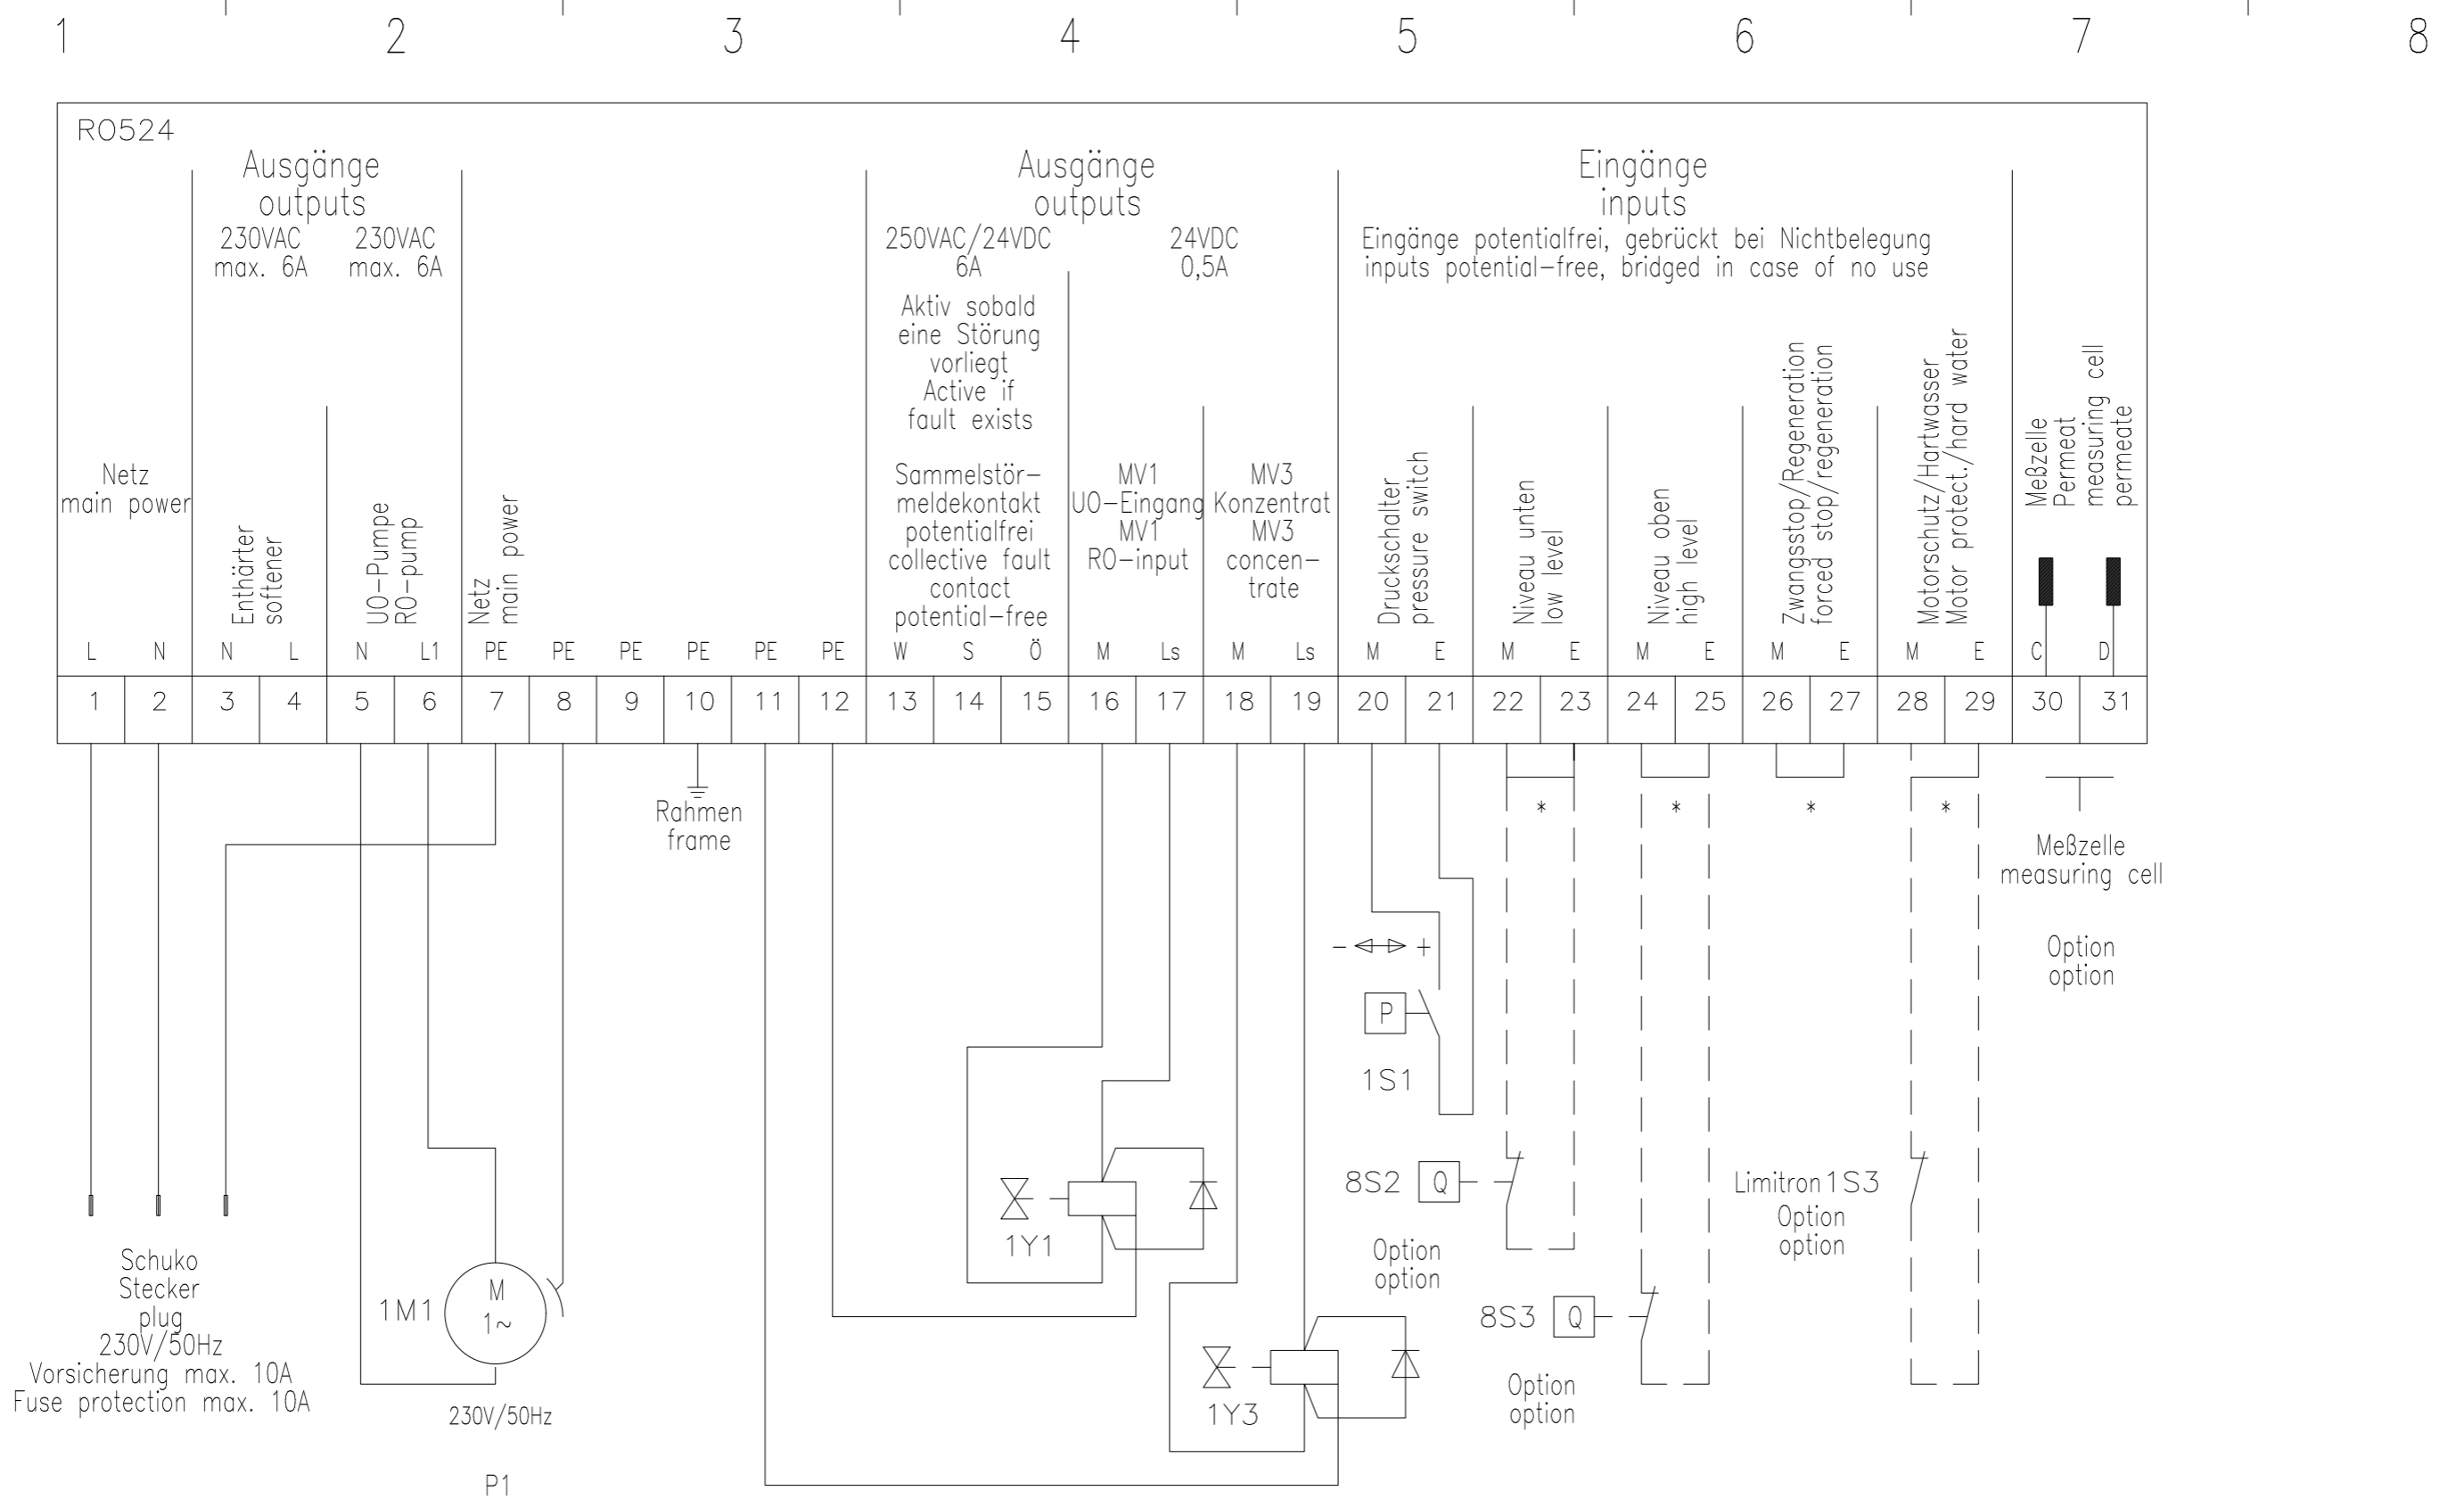 1 2 3 4 5 6 7 8
RO524
Ausgänge
outputs
230VAC
max. 6A
230VAC
max. 6A
Ausgänge
outputs
250VAC/24VDC
6A
24VDC
0,5A
Eingänge
inputs
Eingänge potentialfrei, gebrückt bei Nichtbelegung
inputs potential-free, bridged in case of no use
Netz
main power
Enthärter
softener
UO-Pumpe
RO-pump
Netz
main power
Aktiv sobald
eine Störung
vorliegt
Active if
fault exists
Sammelstör-
meldekontakt
potentialfrei
collective fault
contact
potential-free
MV1
UO-Eingang
MV1
RO-input
MV3
Konzentrat
MV3
concen-
trate
Druckschalter
pressure switch
Niveau unten
low level
Niveau oben
high level
Zwangsstop/Regeneration
forced stop/regeneration
Motorschutz/Hartwasser
Motor protect./hard water
Meßzelle
Permeat
measuring cell
permeate
L N N L N L1 PE PE PE PE PE PE W S Ö M Ls M Ls M E M E M E M E M E C D
1 2 3 4 5 6 7 8 9 10 11 12 13 14 15 16 17 18 19 20 21 22 23 24 25 26 27 28 29 30 31
Rahmen
frame
* * * *
Meßzelle
measuring cell
Option
option
- +
P
1S1
8S2 Q
Option
option
Limitron 1S3
Option
option
1Y1
8S3 Q
Option
option
1Y3
Schuko
Stecker
plug
230V/50Hz
Vorsicherung max. 10A
Fuse protection max. 10A
1M1
M
1~
230V/50Hz
P1